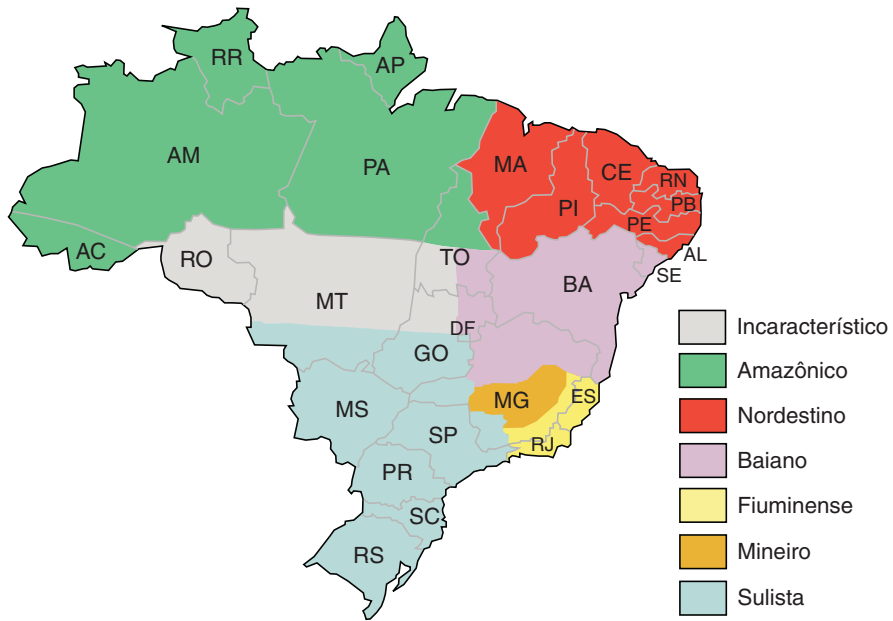 RR
AP
AM
PA
MA
CE
RN
PI
PB
PE
AC
RO
TO
AL
SE
BA
MT
DF
GO
MG
ES
MS
SP
RJ
PR
SC
RS
Incaracterístico
Amazônico
Nordestino
Baiano
Fiuminense
Mineiro
Sulista